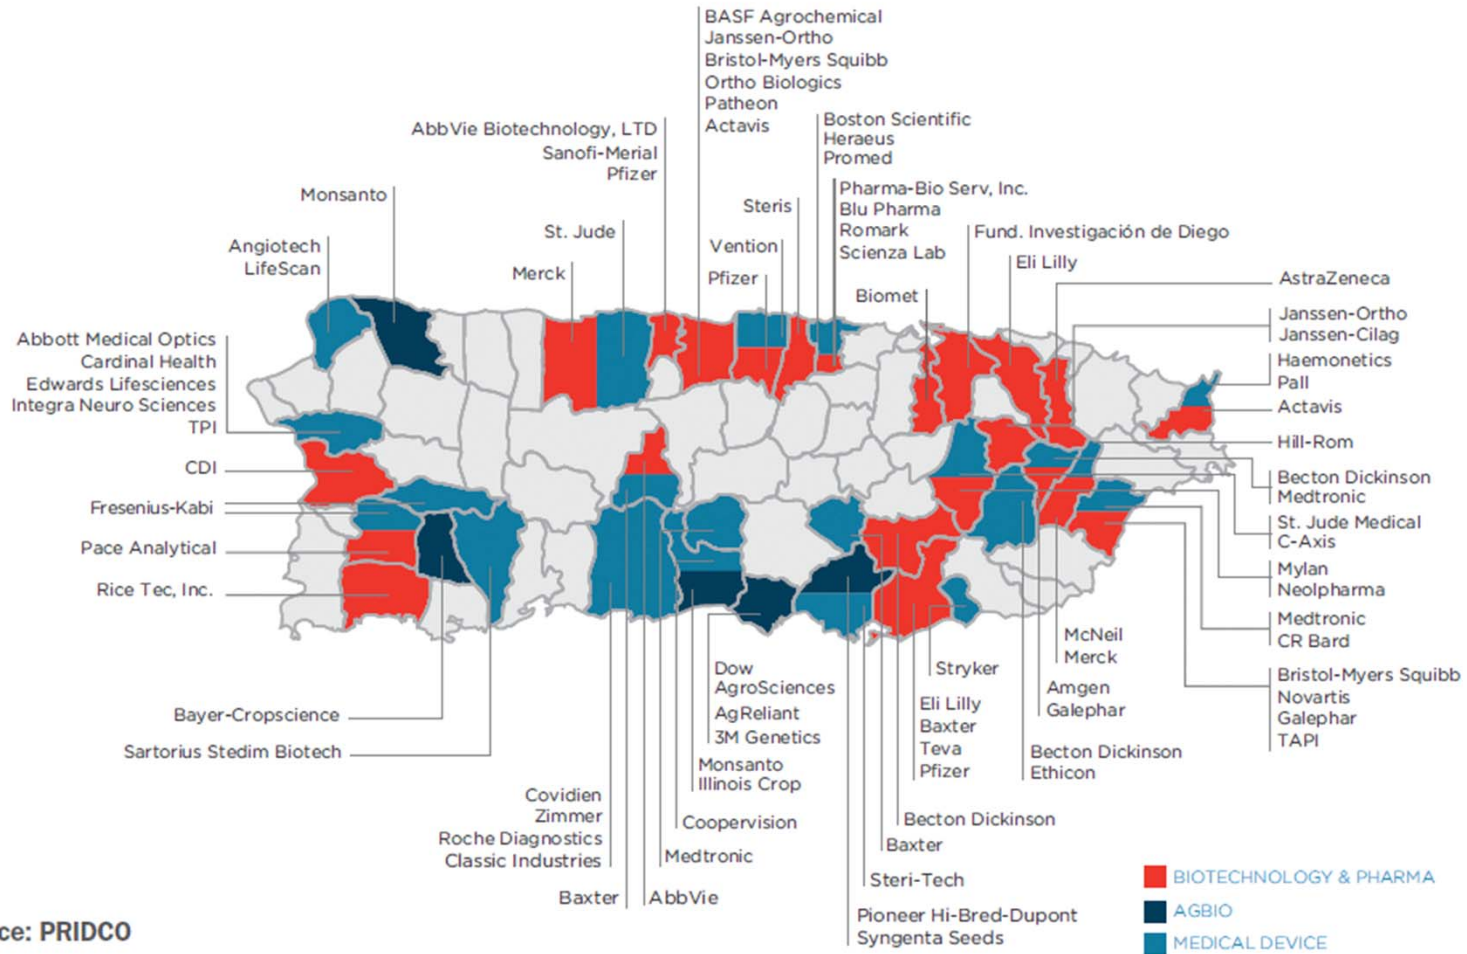 BASF Agrochemical
Janssen-Ortho
Bristol-Myers Squibb
Ortho Biologics
Patheon
Actavis
AbbVie Biotechnology, LTD
Sanofi-Merial
Pfizer
Boston Scientific
Heraeus
Promed
Monsanto
Pharma-Bio Serv, Inc.
Blu Pharma
Romark
Scienza Lab
Steris
St. Jude
Vention
Fund. Investigación de Diego
Angiotech
LifeScan
Merck
Pfizer
Eli Lilly
Biomet
AstraZeneca
Janssen-Ortho
Janssen-Cilag
Abbott Medical Optics
Cardinal Health
Edwards Lifesciences
Integra Neuro Sciences
TPI
Haemonetics
Pall
Actavis
Hill-Rom
CDI
Becton Dickinson
Medtronic
Fresenius-Kabi
St. Jude Medical
C-Axis
Pace Analytical
Mylan
Neolpharma
Rice Tec, Inc.
Medtronic
CR Bard
McNeil
Merck
Stryker
Dow
AgroSciences
AgReliant
3M Genetics
Bristol-Myers Squibb
Novartis
Galephar
TAPI
Amgen
Galephar
Eli Lilly
Baxter
Teva
Pfizer
Bayer-Cropscience
Sartorius Stedim Biotech
Becton Dickinson
Ethicon
Monsanto
Illinois Crop
Covidien
Zimmer
Roche Diagnostics
Classic Industries
Coopervision
Becton Dickinson
Baxter
Medtronic
Steri-Tech
Baxter
AbbVie
Pioneer Hi-Bred-Dupont
Syngenta Seeds
BIOTECHNOLOGY & PHARMA
AGBIO
MEDICAL DEVICE
ce: PRIDCO